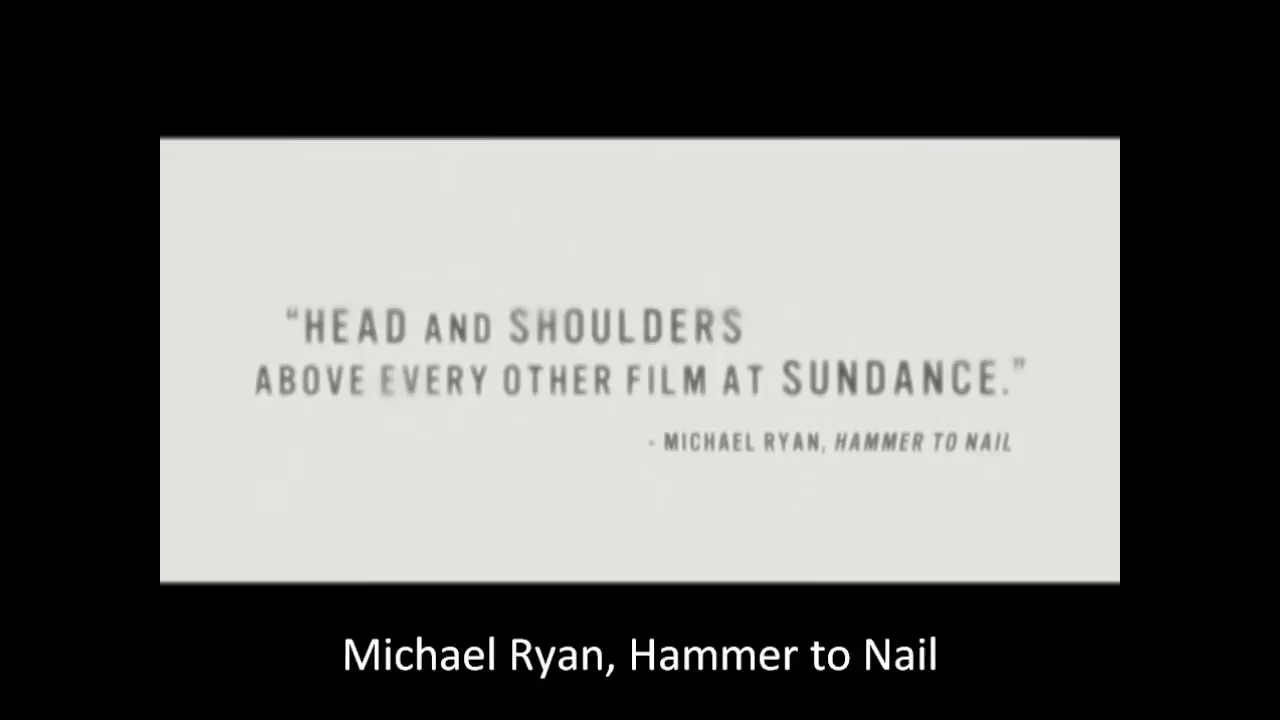 “HEAD AND SHOULDERS
ABOVE EVERY OTHER FILM AT SUNDANCE.”
- MICHAEL RYAN, HAMMER TO NAIL
Michael Ryan, Hammer to Nail